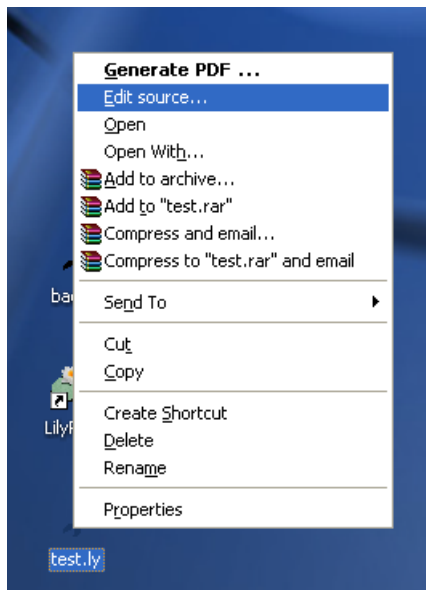 Generate PDF ...
Edit source...
Open
Open With...
Add to archive...
Add to "test.rar"
Compress and email...
Compress to "test.rar" and email
Send To
Cut
Copy
Create Shortcut
Delete
Rename
Properties
test.ly